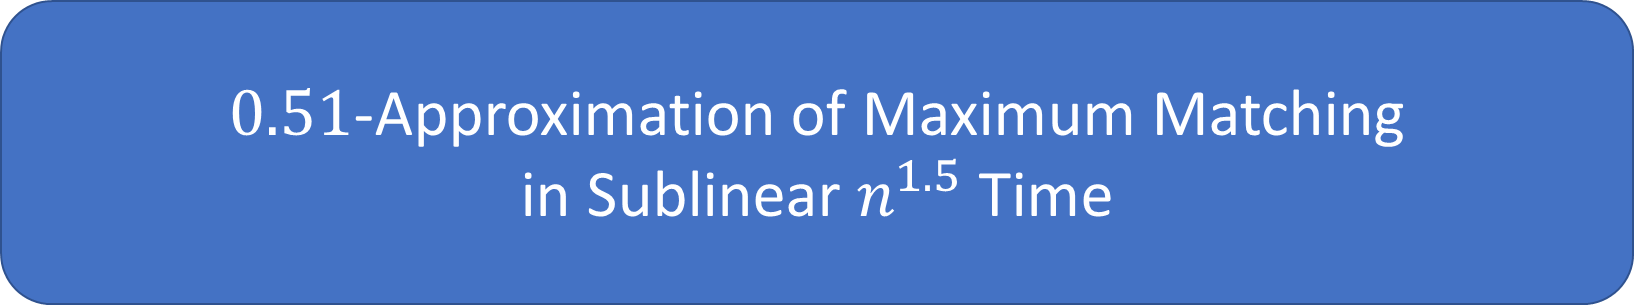 0.51-Approximation of Maximum Matching
in Sublinear $n^{1.5}$ Time